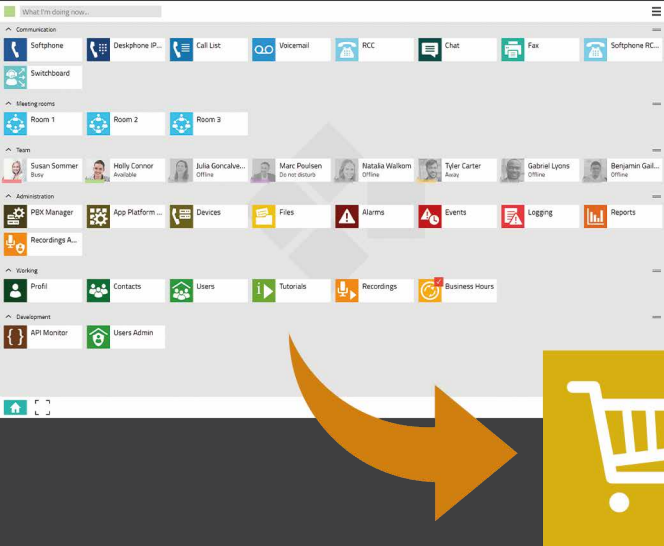 What I'm doing now...
Communication
Softphone
Deskphone IP...
Call List
Voicemail
RCC
Chat
Fax
Softphone RC...
Switchboard
Meeting rooms
Room 1
Room 2
Room 3
Team
Susan Sommer
Busy
Holly Connor
Available
Julia Goncalve...
Offline
Marc Poulsen
Do not disturb
Natalia Walkom
Offline
Tyler Carter
Away
Gabriel Lyons
Offline
Benjamin Gail...
Offline
Administration
PBX Manager
App Platform ...
Devices
Files
Alarms
Events
Logging
Reports
Recordings A...
Working
Profil
Contacts
Users
Tutorials
Recordings
Business Hours
Development
API Monitor
Users Admin